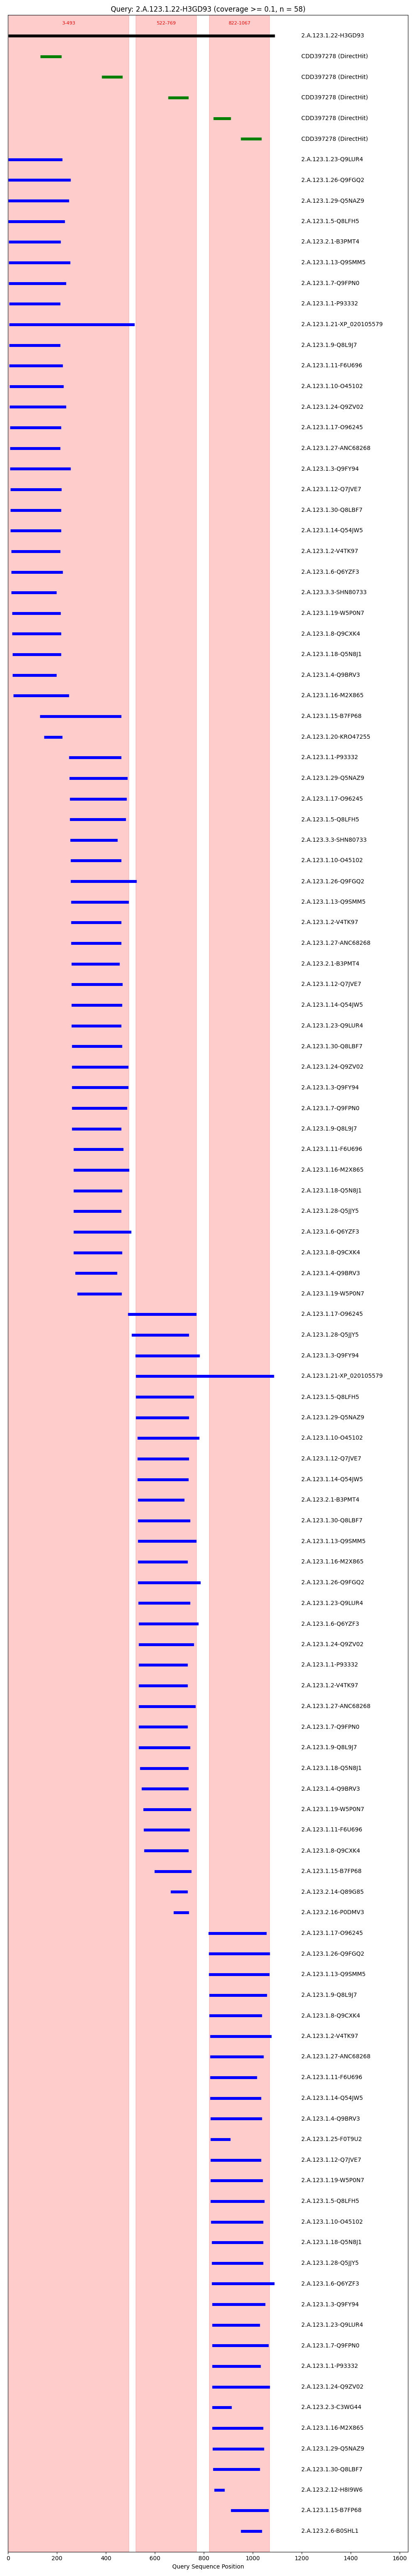 Query: 2.A.123.1.22-H3GD93 (coverage >= 0.1, n = 58)
3-493 522-769 822-1067
2.A.123.1.22-H3GD93
CDD397278 (DirectHit)
CDD397278 (DirectHit)
CDD397278 (DirectHit)
CDD397278 (DirectHit)
CDD397278 (DirectHit)
2.A.123.1.23-Q9LUR4
2.A.123.1.26-Q9FGQ2
2.A.123.1.29-Q5NAZ9
2.A.123.1.5-Q8LFH5
2.A.123.2.1-B3PMT4
2.A.123.1.13-Q9SMM5
2.A.123.1.7-Q9FPN0
2.A.123.1.1-P93332
2.A.123.1.21-XP_020105579
2.A.123.1.9-Q8L9J7
2.A.123.1.11-F6U696
2.A.123.1.10-O45102
2.A.123.1.24-Q9ZV02
2.A.123.1.17-O96245
2.A.123.1.27-ANC68268
2.A.123.1.3-Q9FY94
2.A.123.1.12-Q7JVE7
2.A.123.1.30-Q8LBF7
2.A.123.1.14-Q54JW5
2.A.123.1.2-V4TK97
2.A.123.1.6-Q6YZF3
2.A.123.3.3-SHN80733
2.A.123.1.19-W5P0N7
2.A.123.1.8-Q9CXK4
2.A.123.1.18-Q5N8J1
2.A.123.1.4-Q9BRV3
2.A.123.1.16-M2X865
2.A.123.1.15-B7FP68
2.A.123.1.20-KRO47255
2.A.123.1.1-P93332
2.A.123.1.29-Q5NAZ9
2.A.123.1.17-O96245
2.A.123.1.5-Q8LFH5
2.A.123.3.3-SHN80733
2.A.123.1.10-O45102
2.A.123.1.26-Q9FGQ2
2.A.123.1.13-Q9SMM5
2.A.123.1.2-V4TK97
2.A.123.1.27-ANC68268
2.A.123.2.1-B3PMT4
2.A.123.1.12-Q7JVE7
2.A.123.1.14-Q54JW5
2.A.123.1.23-Q9LUR4
2.A.123.1.30-Q8LBF7
2.A.123.1.24-Q9ZV02
2.A.123.1.3-Q9FY94
2.A.123.1.7-Q9FPN0
2.A.123.1.9-Q8L9J7
2.A.123.1.11-F6U696
2.A.123.1.16-M2X865
2.A.123.1.18-Q5N8J1
2.A.123.1.28-Q5JJY5
2.A.123.1.6-Q6YZF3
2.A.123.1.8-Q9CXK4
2.A.123.1.4-Q9BRV3
2.A.123.1.19-W5P0N7
2.A.123.1.17-O96245
2.A.123.1.28-Q5JJY5
2.A.123.1.3-Q9FY94
2.A.123.1.21-XP_020105579
2.A.123.1.5-Q8LFH5
2.A.123.1.29-Q5NAZ9
2.A.123.1.10-O45102
2.A.123.1.12-Q7JVE7
2.A.123.1.14-Q54JW5
2.A.123.2.1-B3PMT4
2.A.123.1.30-Q8LBF7
2.A.123.1.13-Q9SMM5
2.A.123.1.16-M2X865
2.A.123.1.26-Q9FGQ2
2.A.123.1.23-Q9LUR4
2.A.123.1.6-Q6YZF3
2.A.123.1.24-Q9ZV02
2.A.123.1.1-P93332
2.A.123.1.2-V4TK97
2.A.123.1.27-ANC68268
2.A.123.1.7-Q9FPN0
2.A.123.1.9-Q8L9J7
2.A.123.1.18-Q5N8J1
2.A.123.1.4-Q9BRV3
2.A.123.1.19-W5P0N7
2.A.123.1.11-F6U696
2.A.123.1.8-Q9CXK4
2.A.123.1.15-B7FP68
2.A.123.2.14-Q89G85
2.A.123.2.16-P0DMV3
2.A.123.1.17-O96245
2.A.123.1.26-Q9FGQ2
2.A.123.1.13-Q9SMM5
2.A.123.1.9-Q8L9J7
2.A.123.1.8-Q9CXK4
2.A.123.1.2-V4TK97
2.A.123.1.27-ANC68268
2.A.123.1.11-F6U696
2.A.123.1.14-Q54JW5
2.A.123.1.4-Q9BRV3
2.A.123.1.25-F0T9U2
2.A.123.1.12-Q7JVE7
2.A.123.1.19-W5P0N7
2.A.123.1.5-Q8LFH5
2.A.123.1.10-O45102
2.A.123.1.18-Q5N8J1
2.A.123.1.28-Q5JJY5
2.A.123.1.6-Q6YZF3
2.A.123.1.3-Q9FY94
2.A.123.1.23-Q9LUR4
2.A.123.1.7-Q9FPN0
2.A.123.1.1-P93332
2.A.123.1.24-Q9ZV02
2.A.123.2.3-C3WG44
2.A.123.1.16-M2X865
2.A.123.1.29-Q5NAZ9
2.A.123.1.30-Q8LBF7
2.A.123.2.12-H8I9W6
2.A.123.1.15-B7FP68
2.A.123.2.6-B0SHL1
0 200 400 600 800 1000 1200 1400 1600
Query Sequence Position